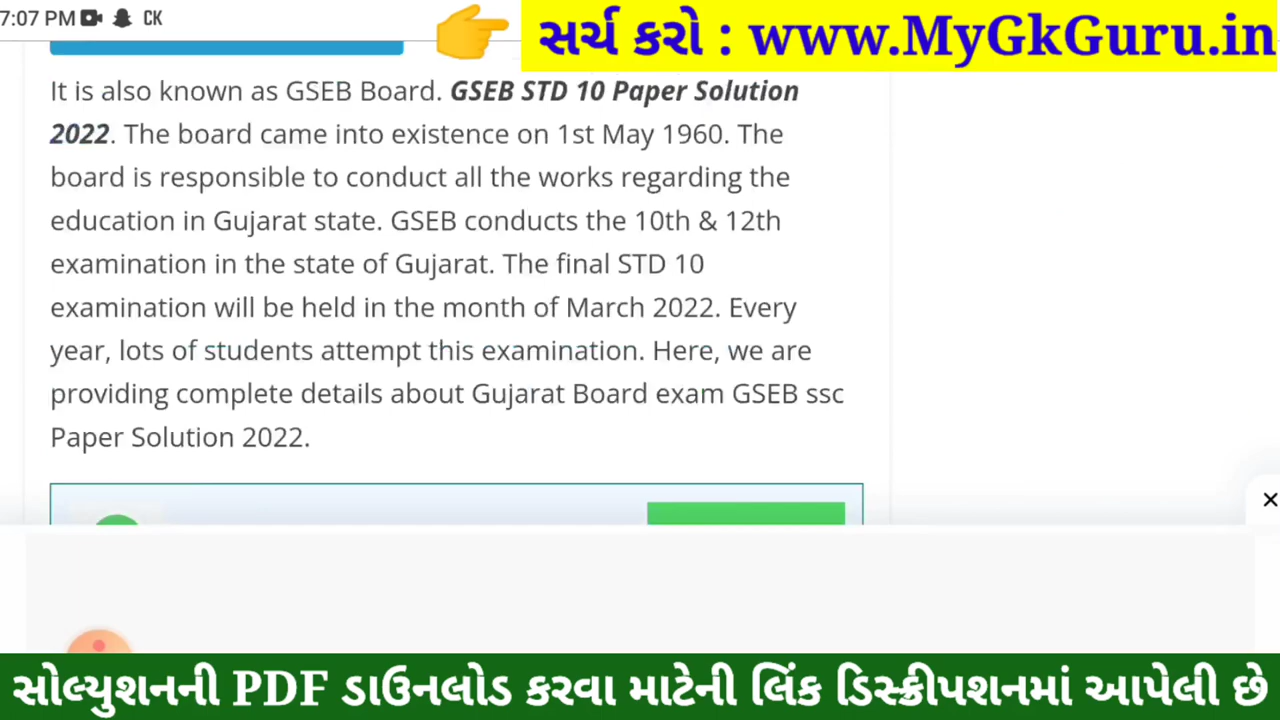 7:07 PM CK
સર્ચ કરો : www.MyGkGuru.in
It is also known as GSEB Board. GSEB STD 10 Paper Solution
2022. The board came into existence on 1st May 1960. The
board is responsible to conduct all the works regarding the
education in Gujarat state. GSEB conducts the 10th & 12th
examination in the state of Gujarat. The final STD 10
examination will be held in the month of March 2022. Every
year, lots of students attempt this examination. Here, we are
providing complete details about Gujarat Board exam GSEB ssc
Paper Solution 2022.
સોલ્યુશનની PDF ડાઉનલોડ કરવા માટેની લિંક ડિસ્ક્રીપશનમાં આપેલી છે